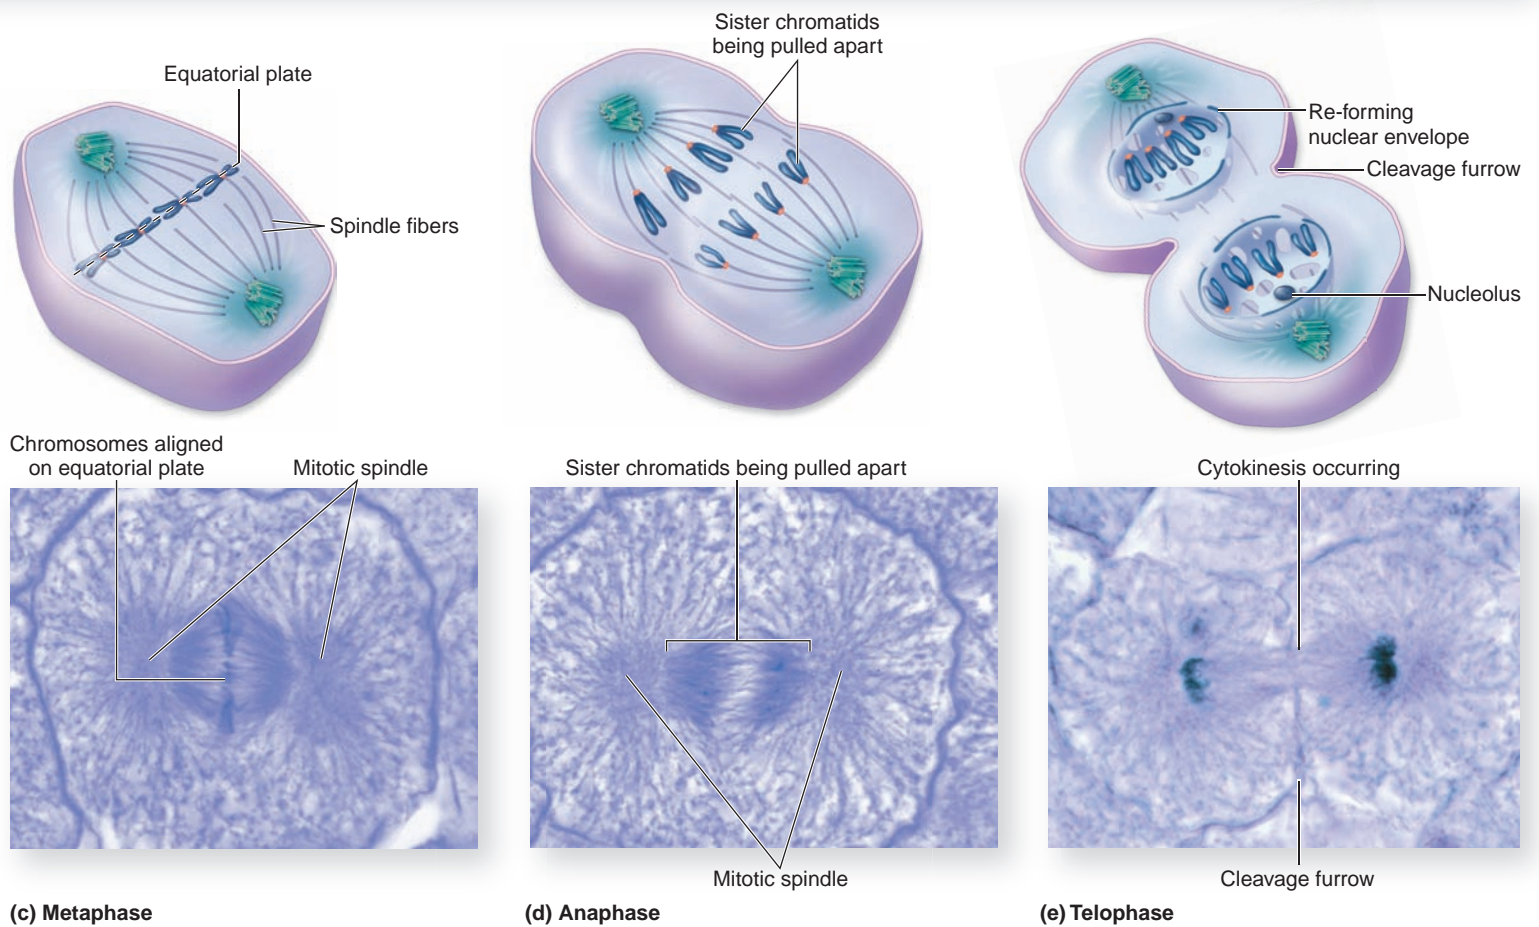 Sister chromatids
being pulled apart
Equatorial plate
Spindle fibers
Re-forming
nuclear envelope
Cleavage furrow
Nucleolus
Chromosomes aligned
on equatorial plate
Mitotic spindle
Sister chromatids being pulled apart
Cytokinesis occurring
Mitotic spindle
Cleavage furrow
(c) Metaphase
(d) Anaphase
(e) Telophase